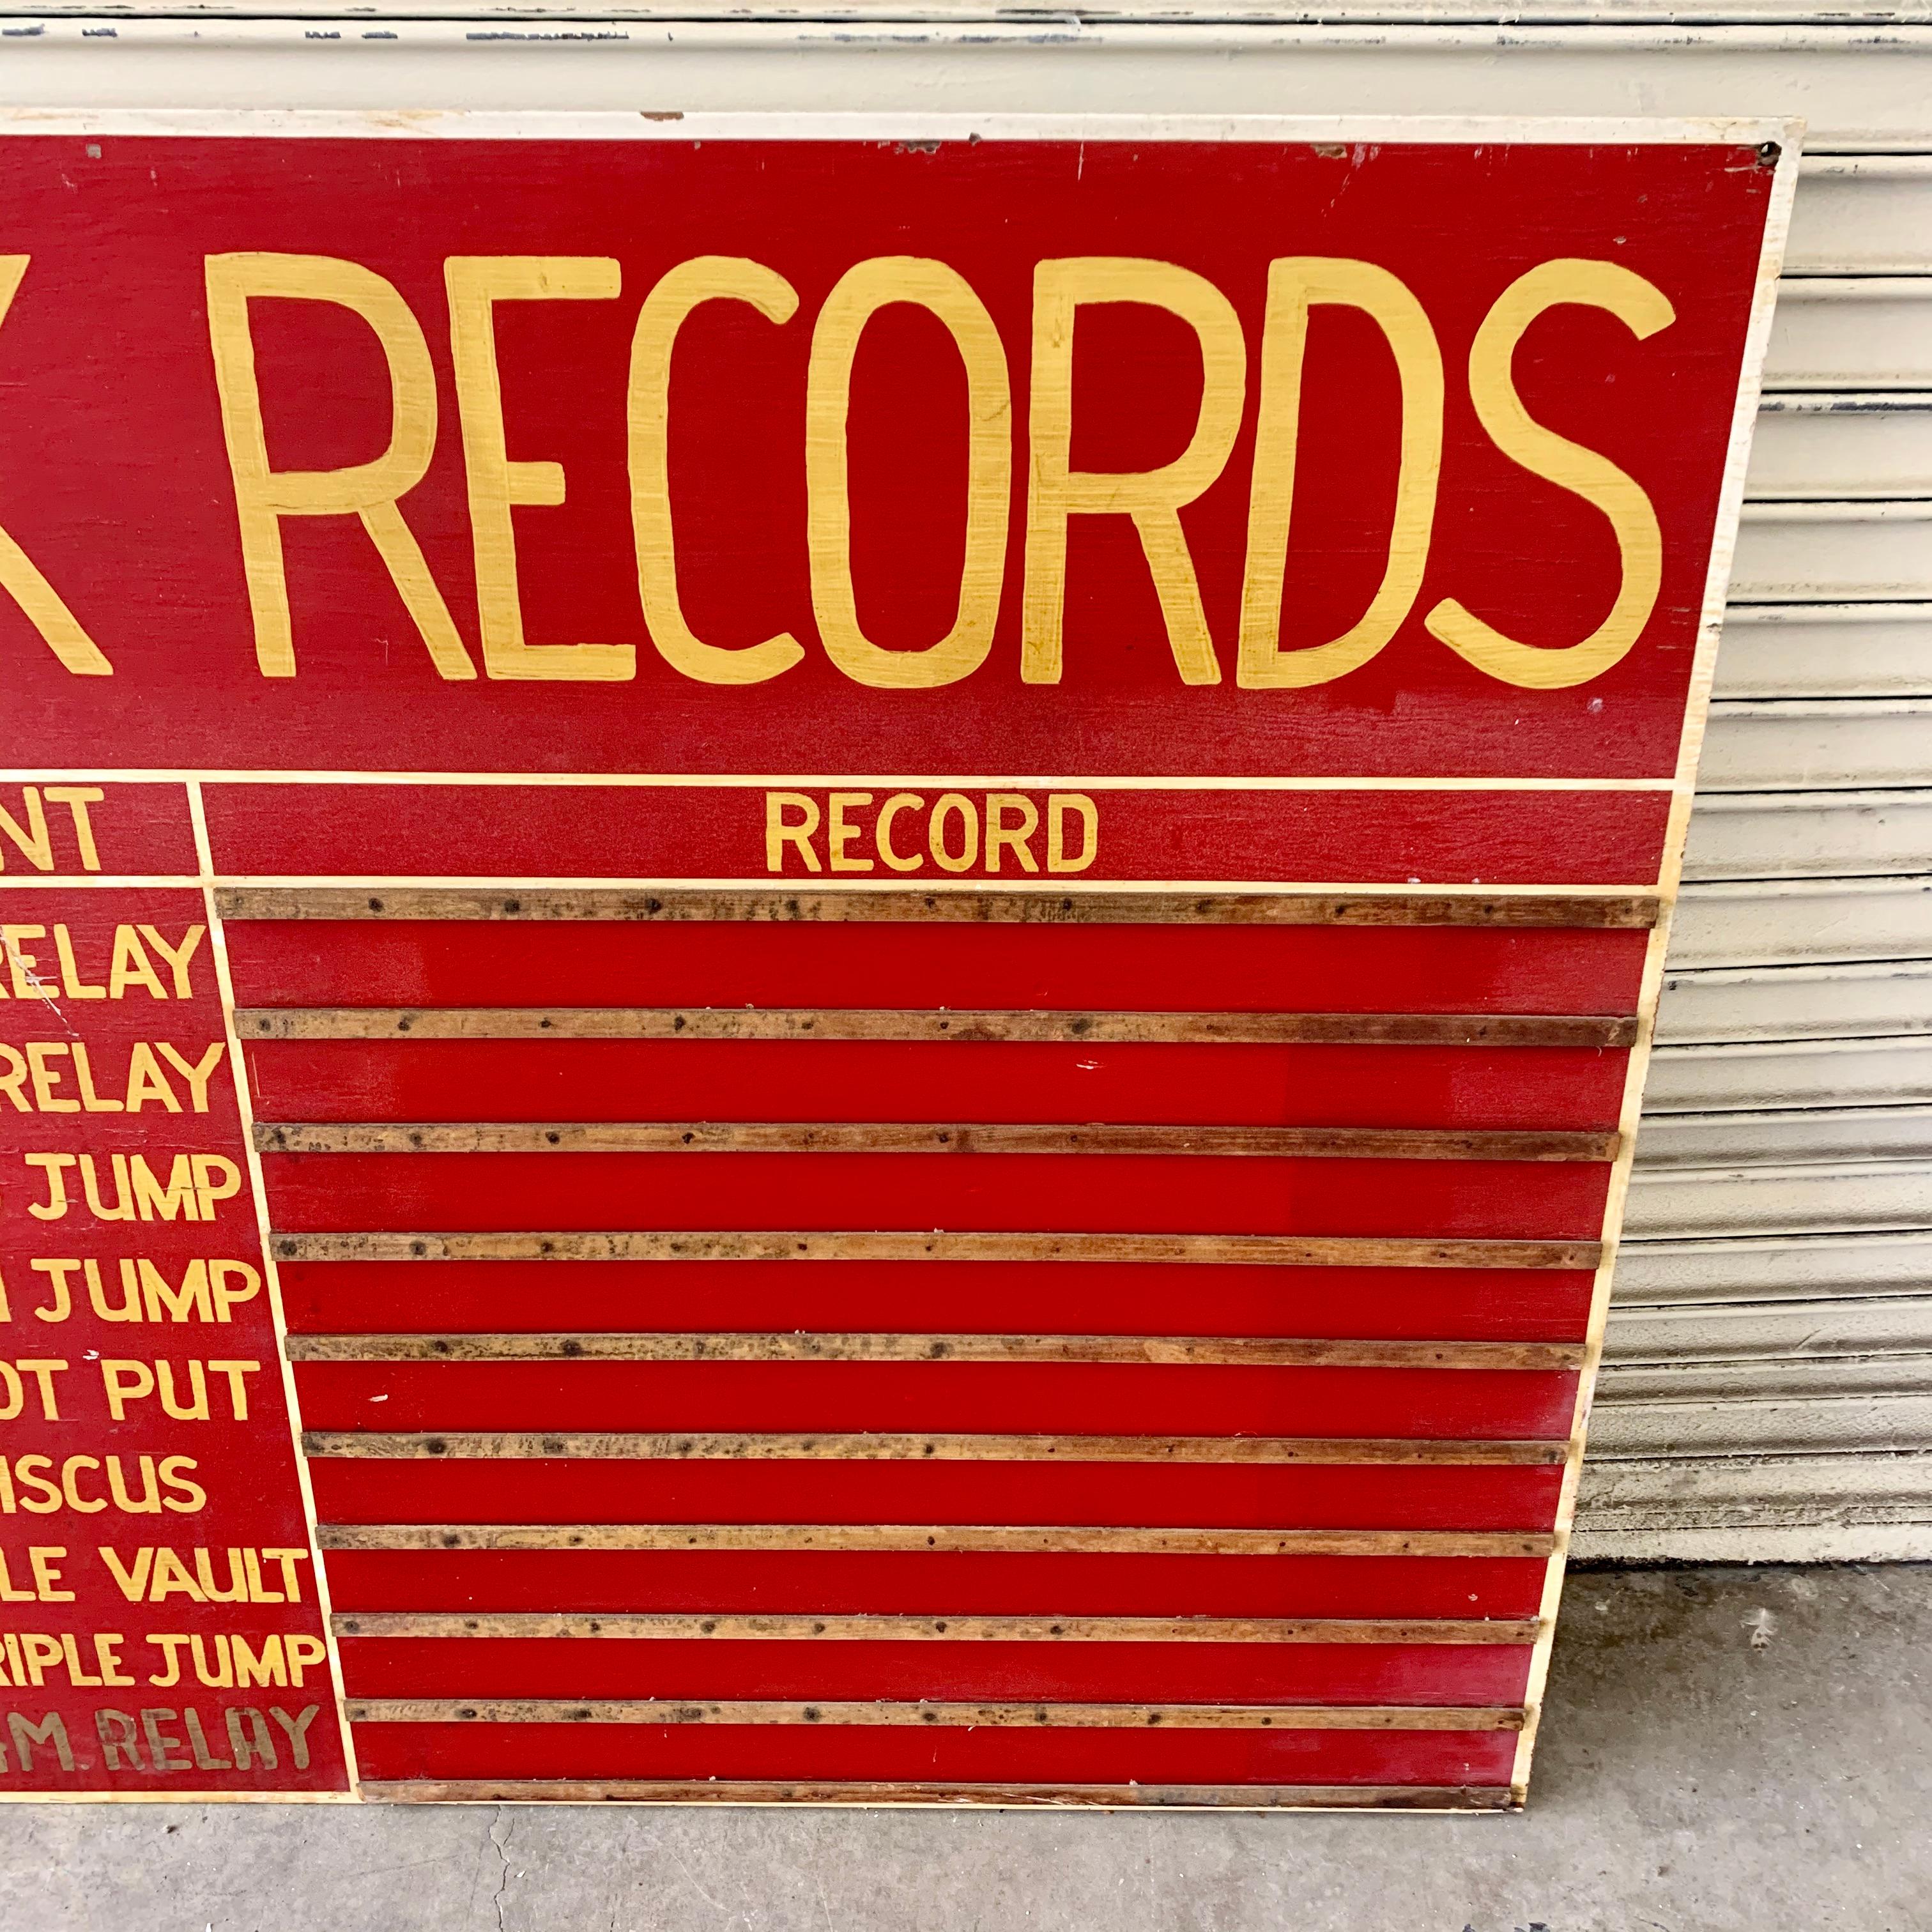 K RECORDS
NT RECORD
RELAY
RELAY
JUMP
JUMP
OT PUT
ISCUS
LE VAULT
RIPLE JUMP
M. RELAY